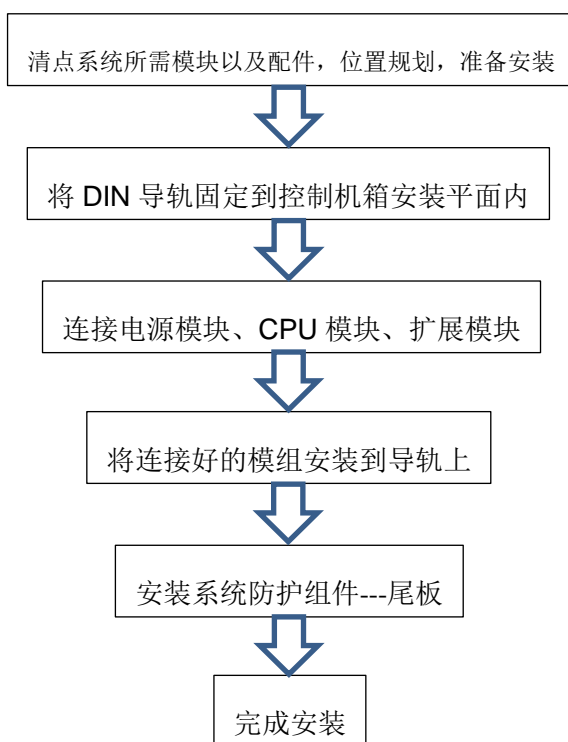 清点系统所需模块以及配件，位置规划，准备安装
将 DIN 导轨固定到控制机箱安装平面内
连接电源模块、CPU 模块、扩展模块
将连接好的模组安装到导轨上
安装系统防护组件---尾板
完成安装